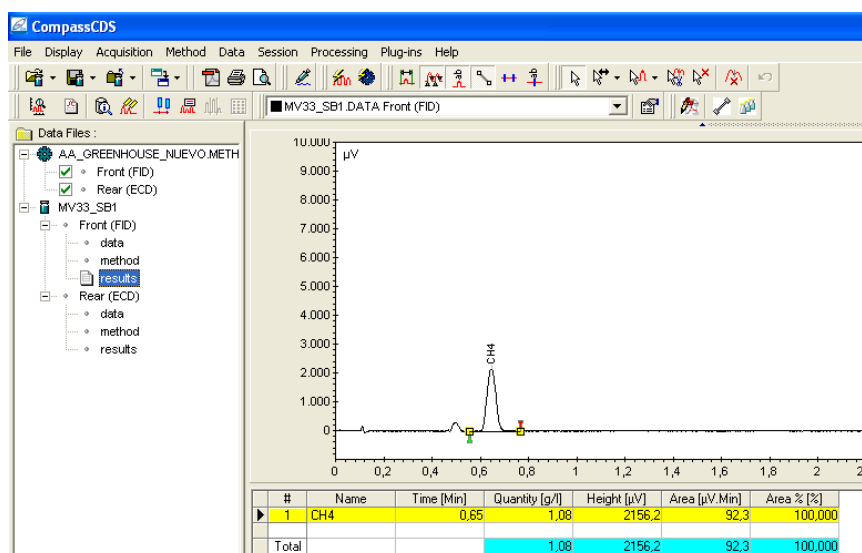 CompassCDS
File Display Acquisition Method Data Session Processing Plug-ins Help
MV33_SB1.DATA Front (FID)
Data Files :
AA_GREENHOUSE_NUEVO.METH
Front (FID)
Rear (ECD)
MV33_SB1
Front (FID)
data
method
results
Rear (ECD)
data
method
results
µV
10.000
9.000
8.000
7.000
6.000
5.000
4.000
3.000
2.000
1.000
0
CH4
0 0,2 0,4 0,6 0,8 1 1,2 1,4 1,6 1,8 2
# Name Time [Min] Quantity [g/l] Height [µV] Area [µV.Min] Area % [%]
1 CH4 0,65 1,08 2156,2 92,3 100,000
Total 1,08 2156,2 92,3 100,000